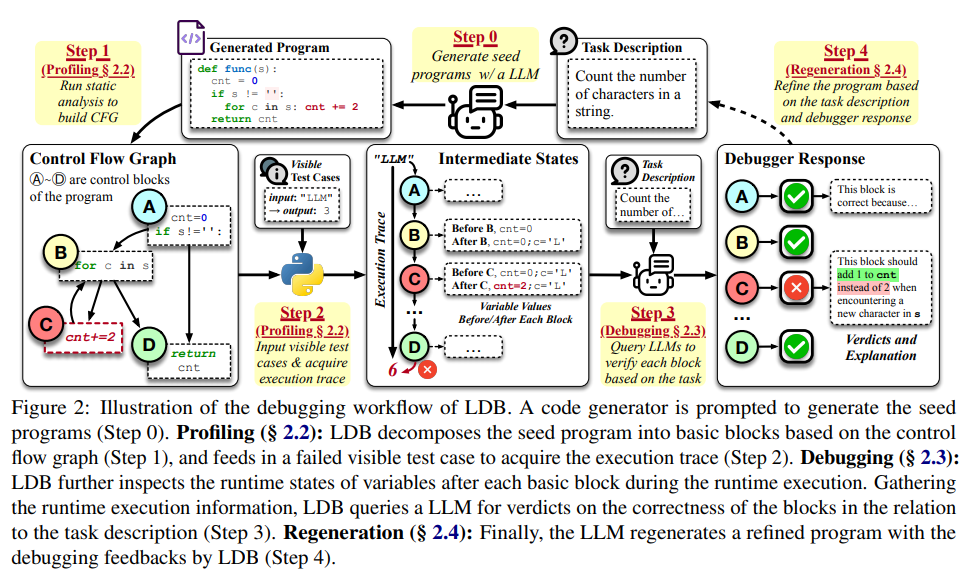 Step 1
(Profiling § 2.2)
Run static
analysis to
build CFG
</>
Generated Program
def func(s):
cnt = 0
if s != '':
for c in s: cnt += 2
return cnt
Step 0
Generate seed
programs w/ a LLM
?
Task Description
Count the number
of characters in a
string.
Step 4
(Regeneration § 2.4)
Refine the program based
on the task description
and debugger response
Control Flow Graph
Ⓐ~Ⓓ are control blocks
of the program
A
cnt=0
if s!='':
B
for c in s
C
cnt+=2
D
return
cnt
Visible
Test Cases
input: "LLM"
→ output: 3
Step 2
(Profiling § 2.2)
Input visible test
cases & acquire
execution trace
"LLM"
Intermediate States
Execution Trace
A
...
B
Before B, cnt=0
After B, cnt=0;c='L'
C
Before C, cnt=0;c='L'
After C, cnt=2;c='L'
...
Variable Values
Before/After Each Block
D
...
6
?
Task
Description
Count the
number of...
Step 3
(Debugging § 2.3)
Query LLMs to
verify each block
based on the task
Debugger Response
A
This block is
correct because...
B
C
This block should
add 1 to cnt
instead of 2 when
encountering a
new character in s
...
D
Verdicts and
Explanation
Figure 2: Illustration of the debugging workflow of LDB. A code generator is prompted to generate the seed
programs (Step 0). Profiling (§ 2.2): LDB decomposes the seed program into basic blocks based on the control
flow graph (Step 1), and feeds in a failed visible test case to acquire the execution trace (Step 2). Debugging (§ 2.3):
LDB further inspects the runtime states of variables after each basic block during the runtime execution. Gathering
the runtime execution information, LDB queries a LLM for verdicts on the correctness of the blocks in the relation
to the task description (Step 3). Regeneration (§ 2.4): Finally, the LLM regenerates a refined program with the
debugging feedbacks by LDB (Step 4).